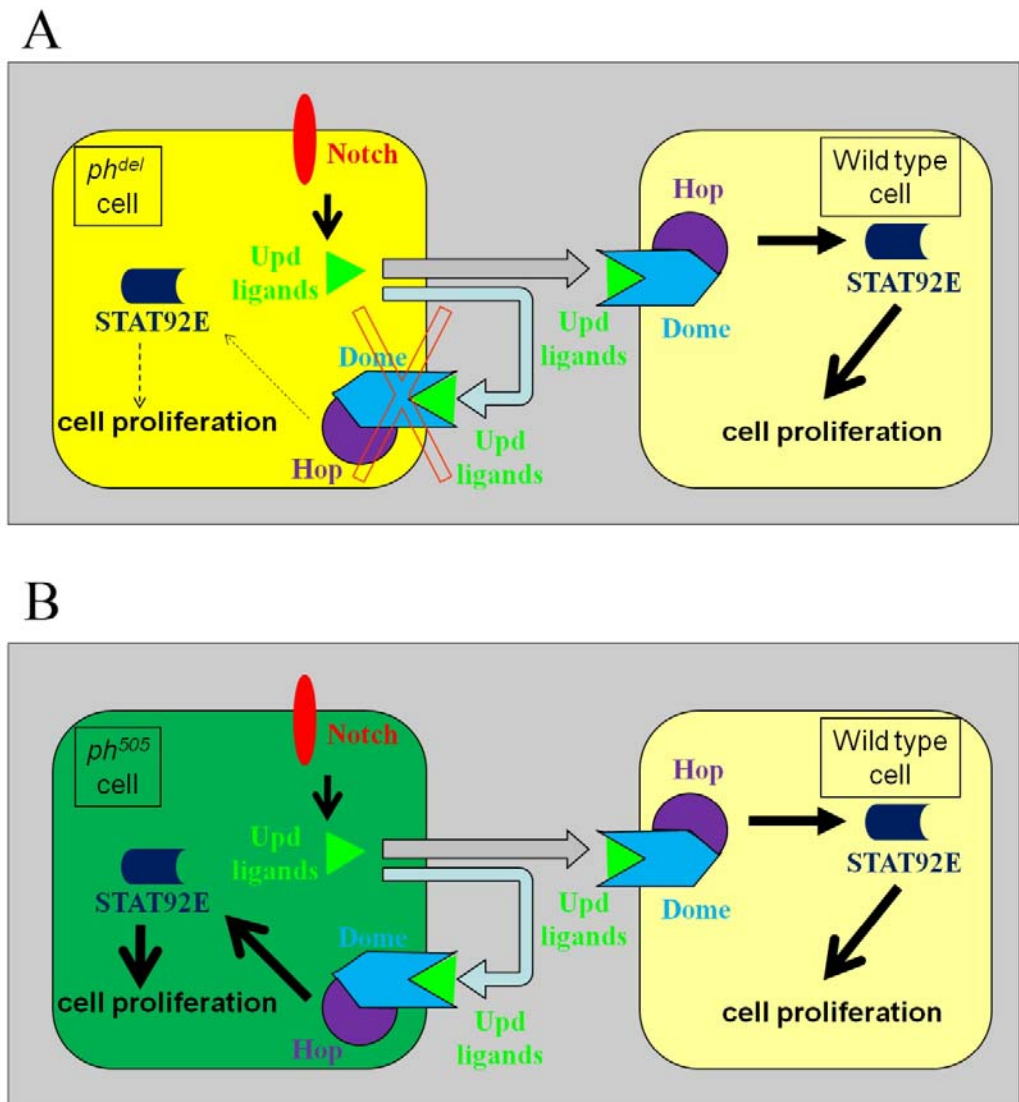 A
ph^del
cell
Notch
Upd
ligands
STAT92E
cell proliferation
Dome
Hop
Upd
ligands
Upd
ligands
Hop
Dome
Wild type
cell
STAT92E
cell proliferation
B
ph^505
cell
Notch
Upd
ligands
STAT92E
cell proliferation
Dome
Hop
Upd
ligands
Upd
ligands
Hop
Dome
Wild type
cell
STAT92E
cell proliferation